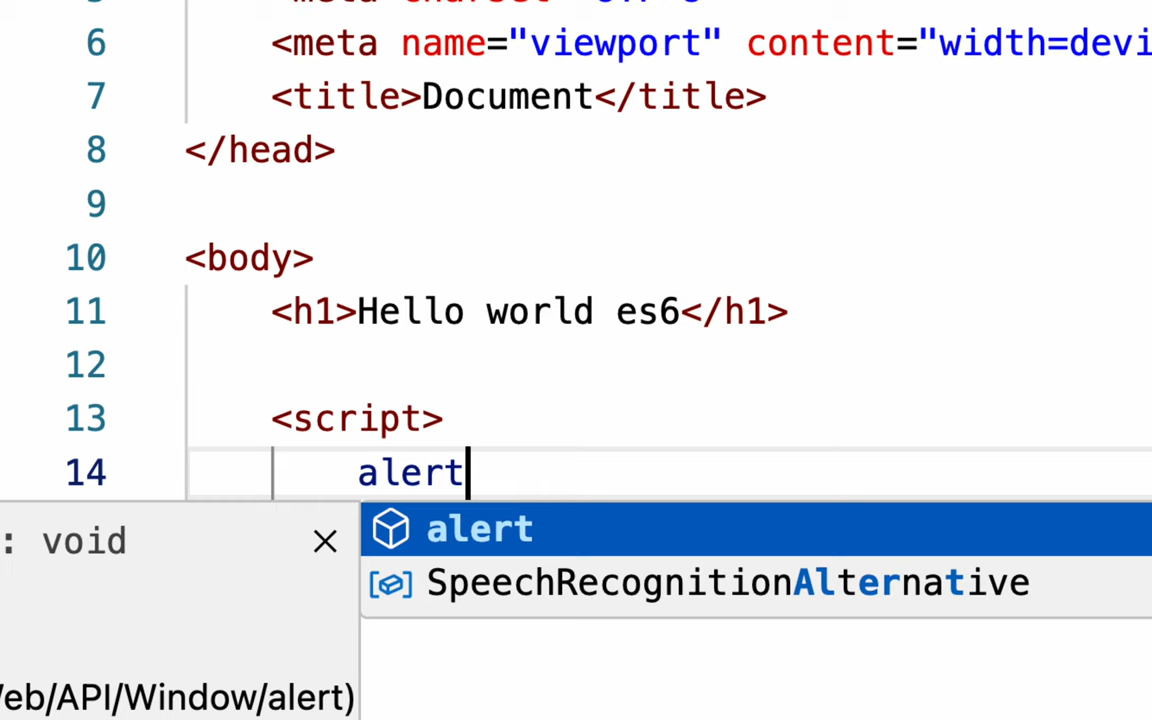 6 <meta name="viewport" content="width=devi
7 <title>Document</title>
8 </head>
9
10 <body>
11 <h1>Hello world es6</h1>
12
13 <script>
14 alert
: void
alert
SpeechRecognitionAlternative
eb/API/Window/alert)